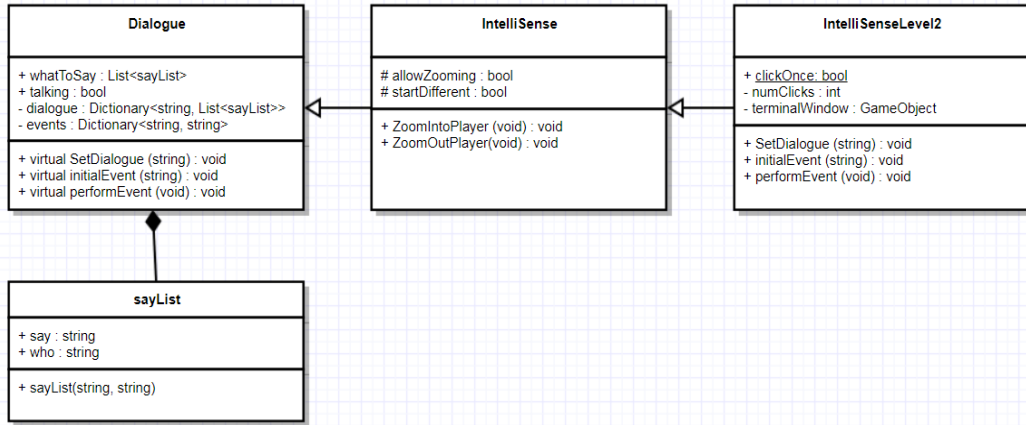 Dialogue
+ whatToSay : List<sayList>
+ talking : bool
- dialogue : Dictionary<string, List<sayList>>
- events : Dictionary<string, string>
+ virtual SetDialogue (string) : void
+ virtual initialEvent (string) : void
+ virtual performEvent (void) : void
IntelliSense
# allowZooming : bool
# startDifferent : bool
+ ZoomIntoPlayer (void) : void
+ ZoomOutPlayer(void) : void
IntelliSenseLevel2
+ clickOnce: bool
- numClicks : int
- terminalWindow : GameObject
+ SetDialogue (string) : void
+ initialEvent (string) : void
+ performEvent (void) : void
sayList
+ say : string
+ who : string
+ sayList(string, string)